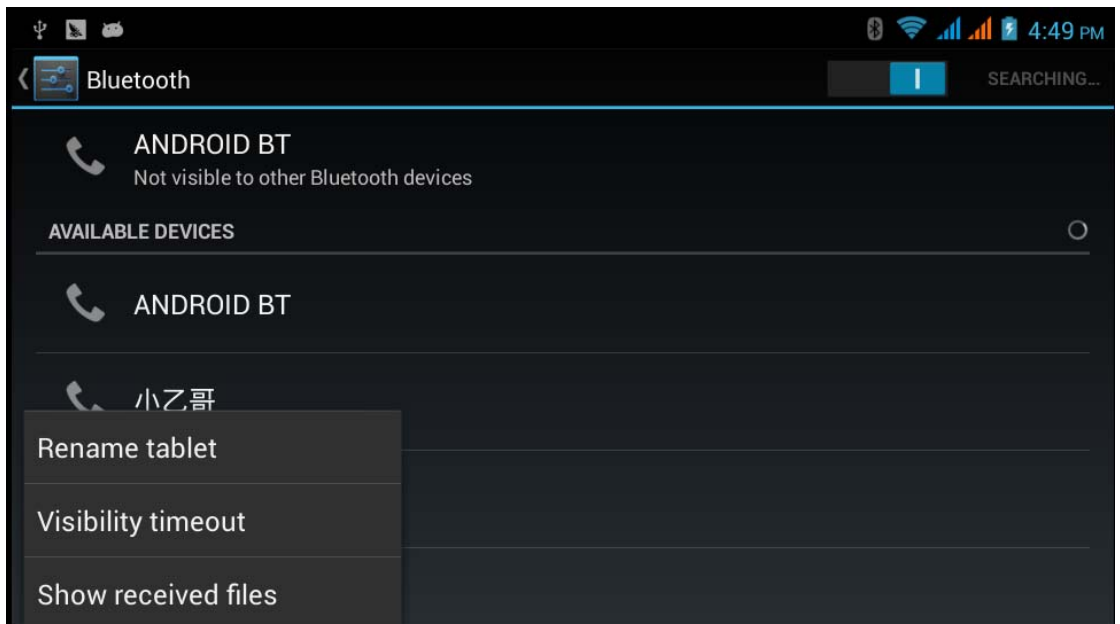 4:49 PM
Bluetooth
SEARCHING...
ANDROID BT
Not visible to other Bluetooth devices
AVAILABLE DEVICES
ANDROID BT
小乙哥
Rename tablet
Visibility timeout
Show received files